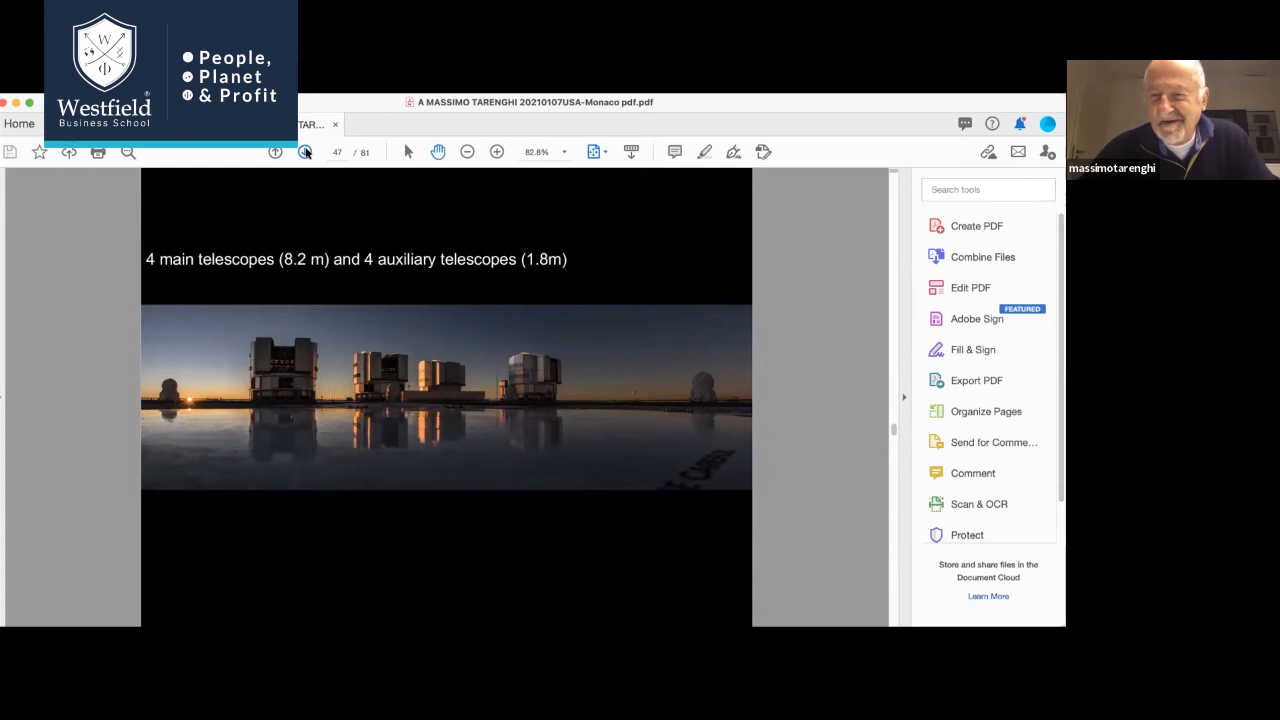 W
Φ
Westfield®
Business School
People,
Planet
& Profit
A MASSIMO TARENGHI 20210107USA-Monaco pdf.pdf
Home
TAR... ×
47 / 81
82.8%
Search tools
Create PDF
Combine Files
Edit PDF
FEATURED
Adobe Sign
Fill & Sign
Export PDF
Organize Pages
Send for Comme...
Comment
Scan & OCR
Protect
Store and share files in the
Document Cloud
Learn More
4 main telescopes (8.2 m) and 4 auxiliary telescopes (1.8m)
massimotarenghi